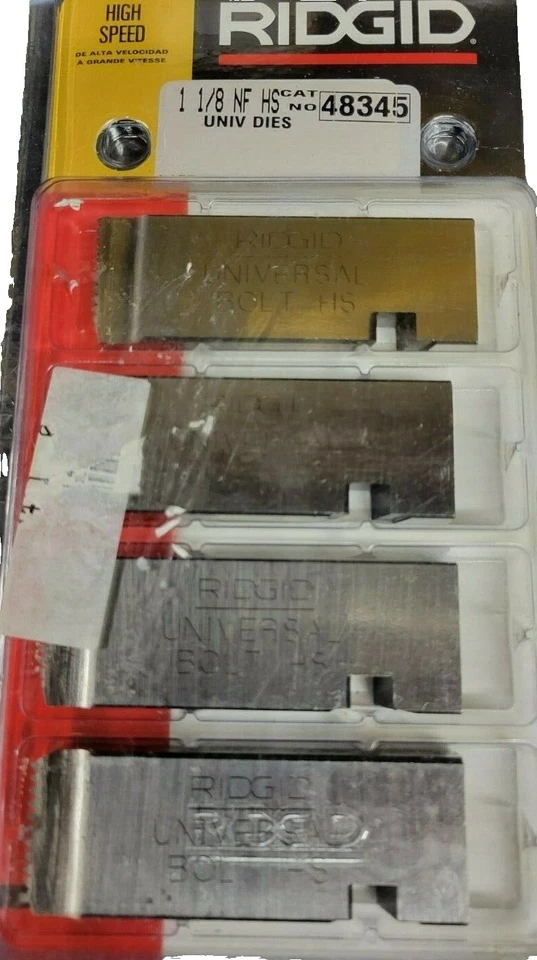 HIGH
SPEED
DE ALTA VELOCIDAD
A GRANDE VITESSE
RIDGID®
1 1/8 NF HS CAT NO 48345
UNIV DIES
RIDGID
UNIVERSAL
BOLT HS
RIDGID
UNIVERSAL
BOLT HS
RIDGID
RIDGID
UNIVERSAL
BOLT HS